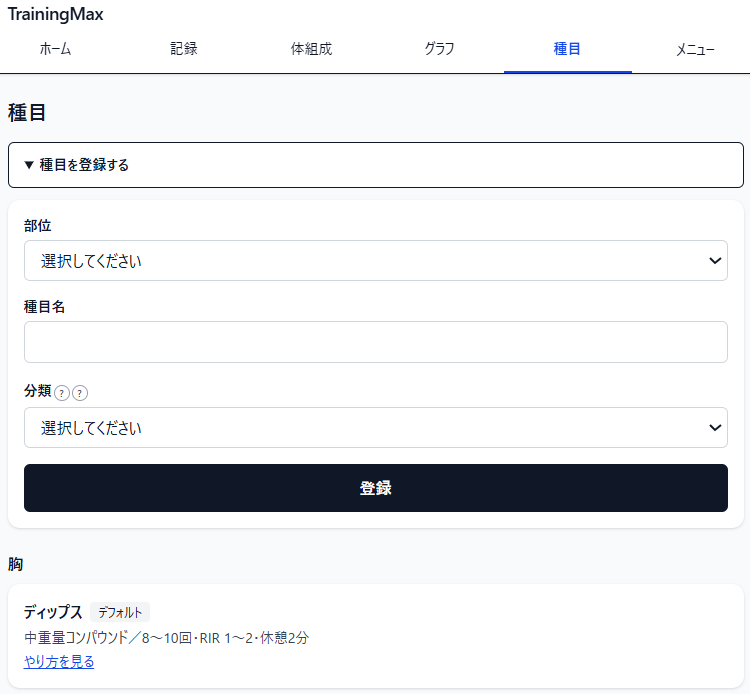 TrainingMax
ホーム 記録 体組成 グラフ 種目 メニュー
種目
▼ 種目を登録する
部位
選択してください
種目名
分類 ? ?
選択してください
登録
胸
ディップス デフォルト
中重量コンパウンド／8〜10回・RIR 1〜2・休憩2分
やり方を見る